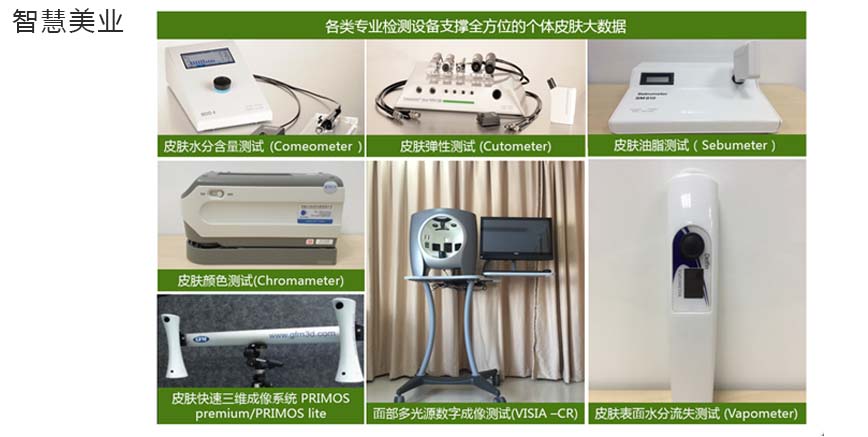 智慧美业
各类专业检测设备支撑全方位的个体皮肤大数据
Sebumeter
SM 815
皮肤水分含量测试 (Comeometer)
皮肤弹性测试 (Cutometer)
皮肤油脂测试 (Sebumeter)
皮肤颜色测试(Chromameter)
GFM
www.gfm3d.com
皮肤快速三维成像系统 PRIMOS
premium/PRIMOS lite
面部多光源数字成像测试(VISIA –CR)
Delfin
皮肤表面水分流失测试 (Vapometer)